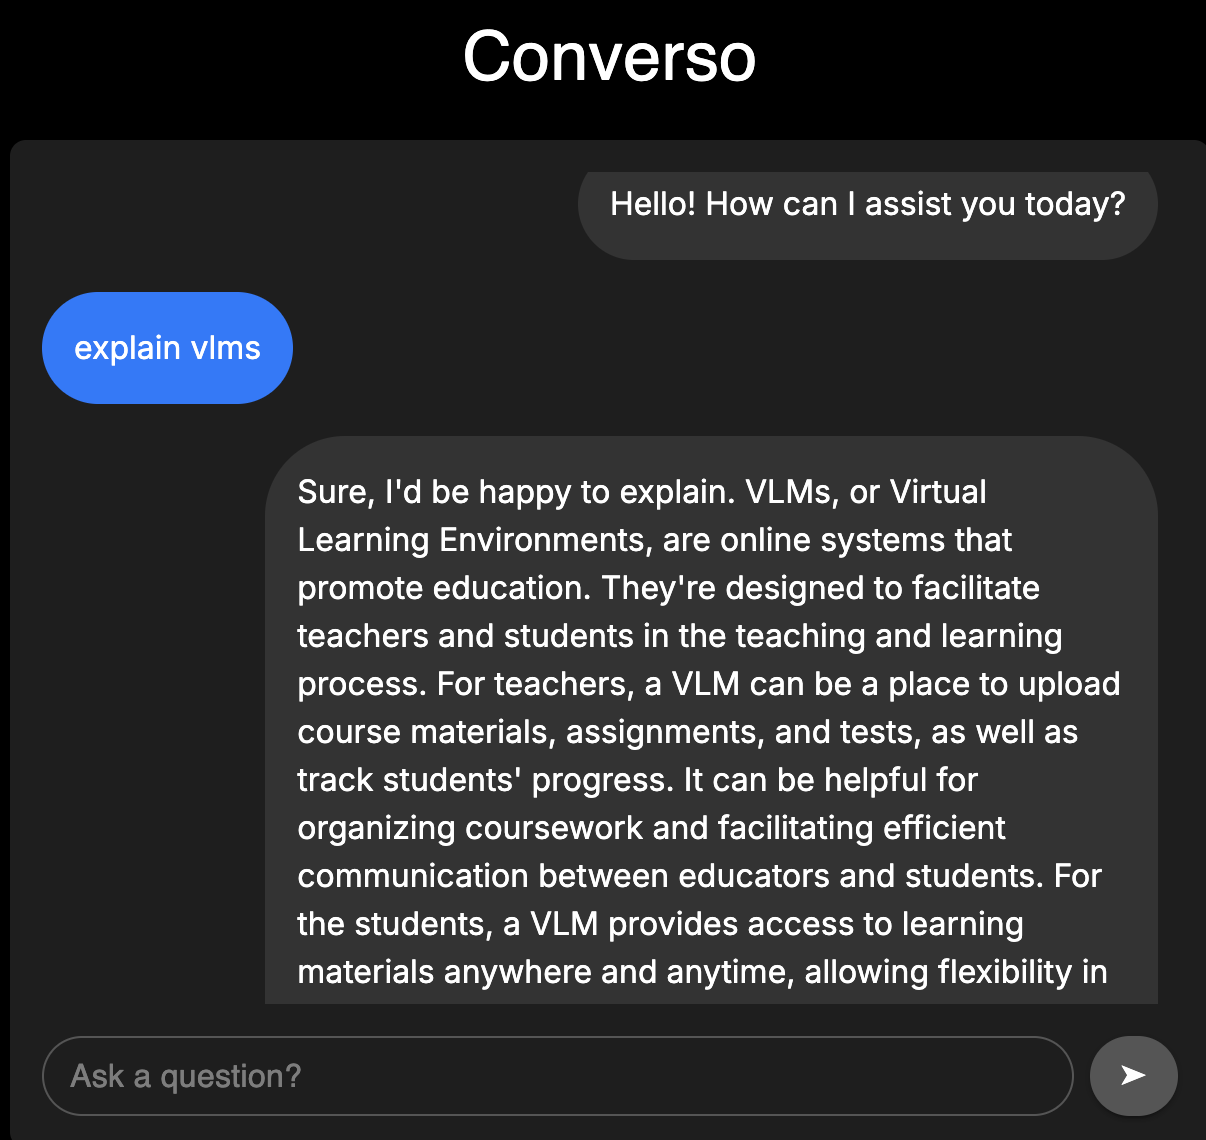 Converso
Hello! How can I assist you today?
explain vlms
Sure, I'd be happy to explain. VLMs, or Virtual
Learning Environments, are online systems that
promote education. They're designed to facilitate
teachers and students in the teaching and learning
process. For teachers, a VLM can be a place to upload
course materials, assignments, and tests, as well as
track students' progress. It can be helpful for
organizing coursework and facilitating efficient
communication between educators and students. For
the students, a VLM provides access to learning
materials anywhere and anytime, allowing flexibility in
Ask a question?